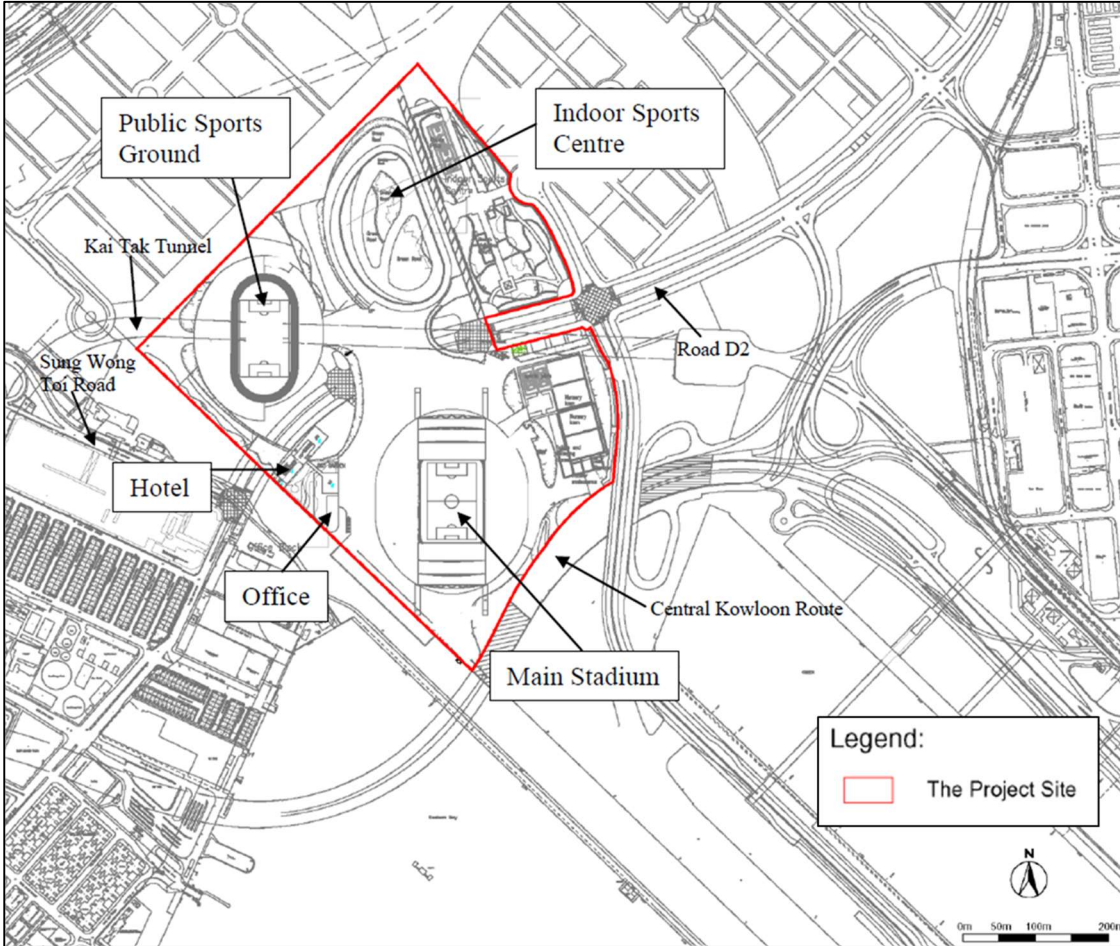 Public Sports
Ground
Indoor Sports
Centre
Kai Tak Tunnel
Sung Wong
Toi Road
Road D2
Hotel
Office
Central Kowloon Route
Main Stadium
Legend:
The Project Site
N
0m 50m 100m 200m